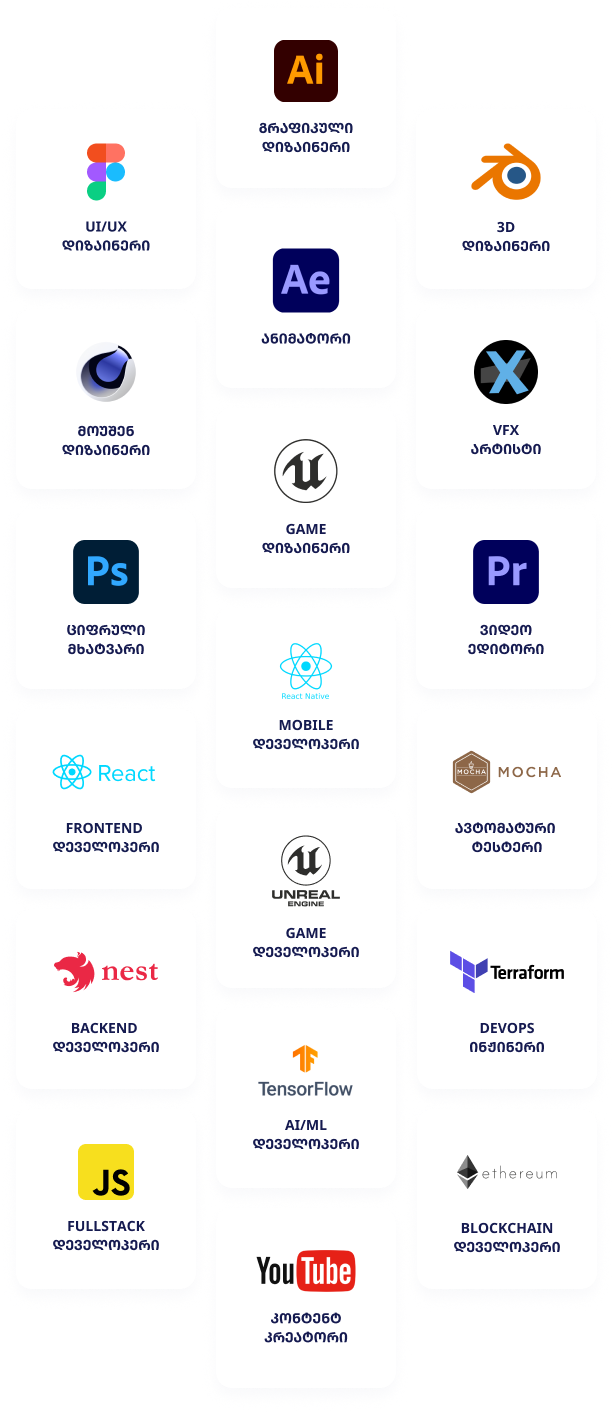 UI/UX
დიზაინერი
მოუშენ
დიზაინერი
Ps
ციფრული
მხატვარი
React
FRONTEND
დეველოპერი
nest
BACKEND
დეველოპერი
JS
FULLSTACK
დეველოპერი
Ai
გრაფიკული
დიზაინერი
Ae
ანიმატორი
GAME
დიზაინერი
React Native
MOBILE
დეველოპერი
UNREAL
ENGINE
GAME
დეველოპერი
TensorFlow
AI/ML
დეველოპერი
YouTube
კონტენტ
კრეატორი
3D
დიზაინერი
VFX
არტისტი
Pr
ვიდეო
ედიტორი
MOCHA MOCHA
ავტომატური
ტესტერი
Terraform
DEVOPS
ინჟინერი
ethereum
BLOCKCHAIN
დეველოპერი